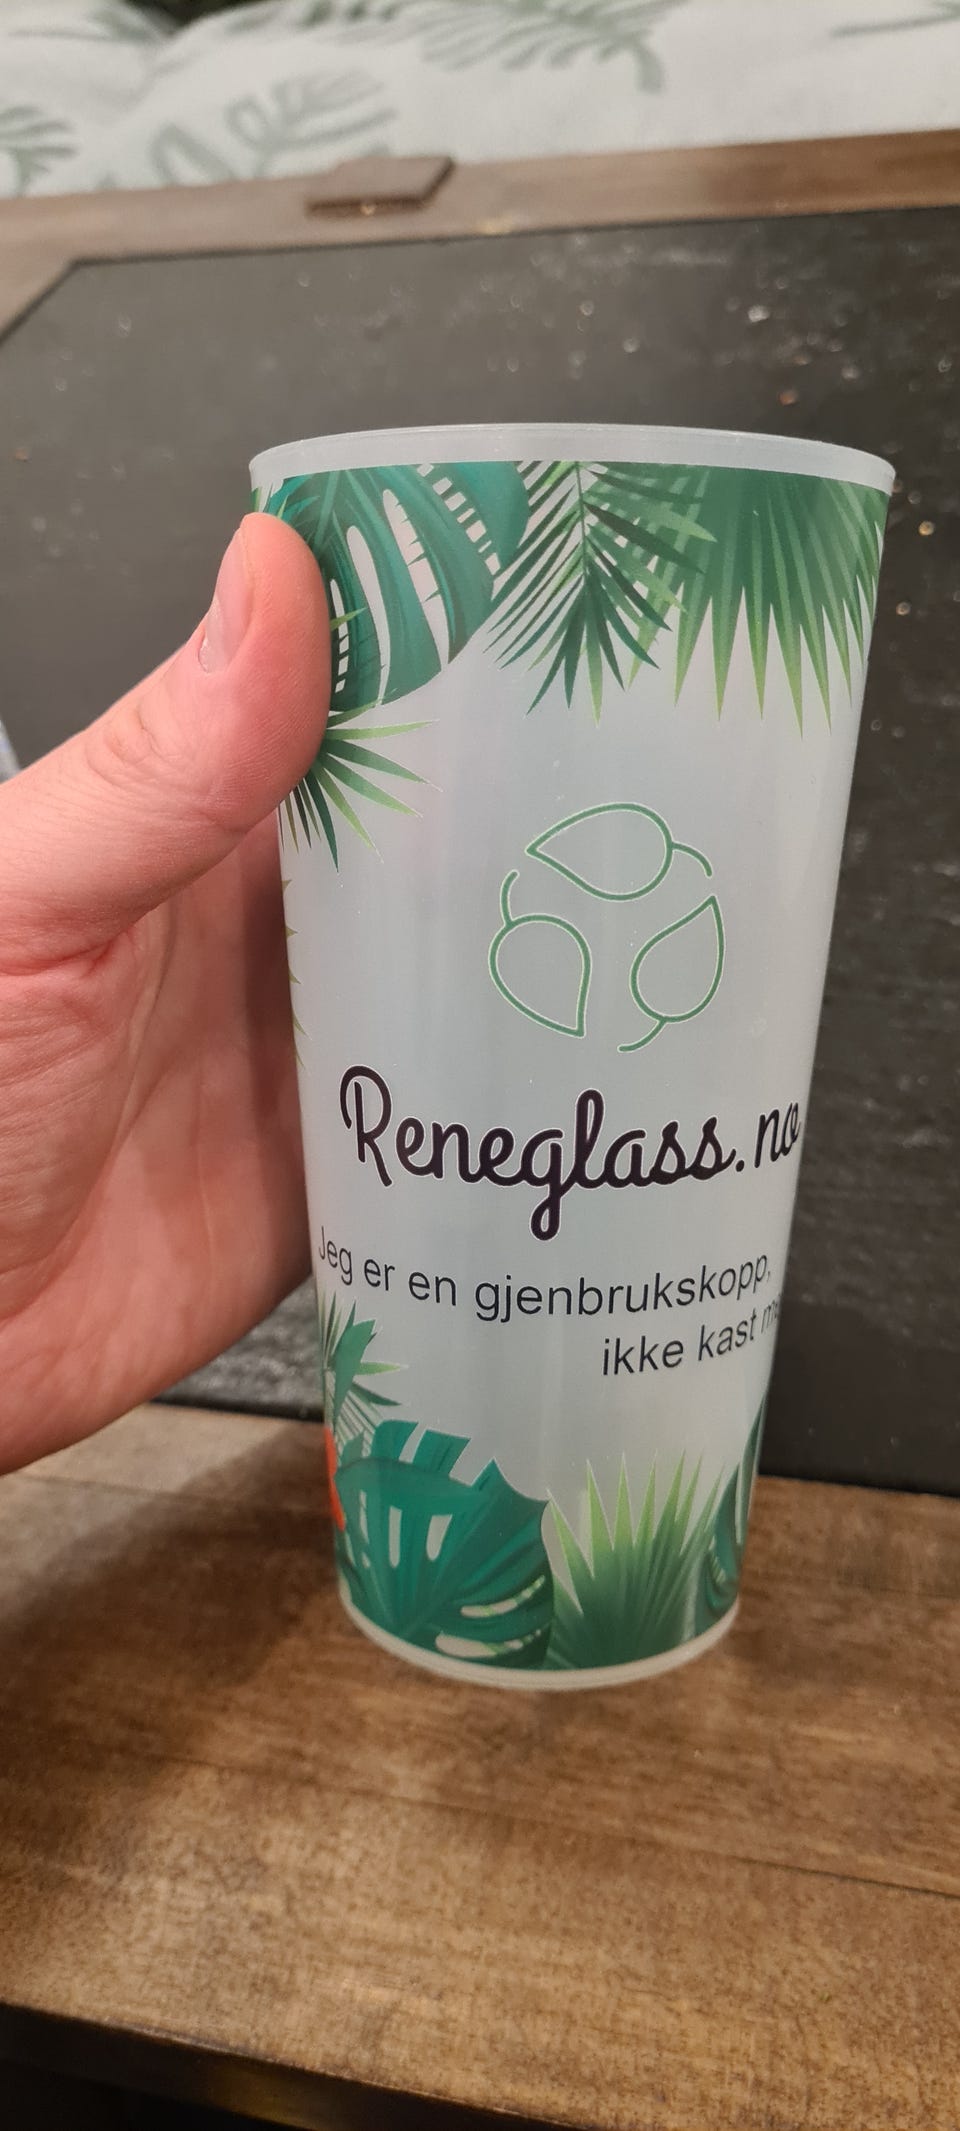 Reneglass.no
Jeg er en gjenbrukskopp,
ikke kast